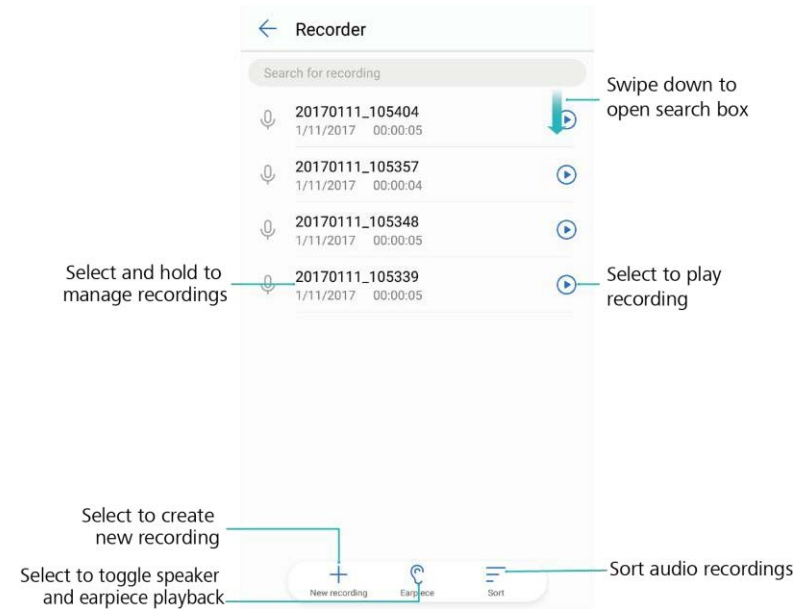 Recorder
Search for recording
Swipe down to
open search box
20170111_105404
1/11/2017 00:00:05
20170111_105357
1/11/2017 00:00:04
20170111_105348
1/11/2017 00:00:05
Select and hold to
manage recordings
20170111_105339
1/11/2017 00:00:05
Select to play
recording
Select to create
new recording
Select to toggle speaker
and earpiece playback
New recording
Earpiece
Sort
Sort audio recordings